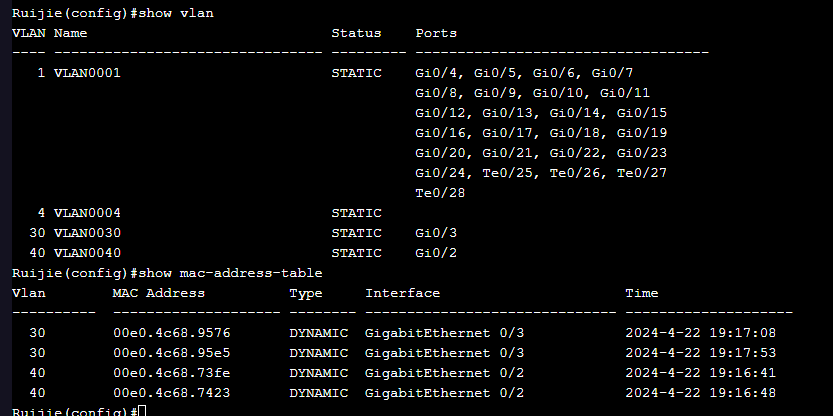 Ruijie(config)#show vlan
VLAN Name                             Status    Ports
---- -------------------------------- --------- -----------------------------------
   1 VLAN0001                         STATIC    Gi0/4, Gi0/5, Gi0/6, Gi0/7
                                                Gi0/8, Gi0/9, Gi0/10, Gi0/11
                                                Gi0/12, Gi0/13, Gi0/14, Gi0/15
                                                Gi0/16, Gi0/17, Gi0/18, Gi0/19
                                                Gi0/20, Gi0/21, Gi0/22, Gi0/23
                                                Gi0/24, Te0/25, Te0/26, Te0/27
                                                Te0/28
   4 VLAN0004                         STATIC
  30 VLAN0030                         STATIC    Gi0/3
  40 VLAN0040                         STATIC    Gi0/2
Ruijie(config)#show mac-address-table
Vlan        MAC Address          Type     Interface                      Time
----------  -------------------- -------- ------------------------------ --------------------
  30        00e0.4c68.9576       DYNAMIC  GigabitEthernet 0/3            2024-4-22 19:17:08
  30        00e0.4c68.95e5       DYNAMIC  GigabitEthernet 0/3            2024-4-22 19:17:53
  40        00e0.4c68.73fe       DYNAMIC  GigabitEthernet 0/2            2024-4-22 19:16:41
  40        00e0.4c68.7423       DYNAMIC  GigabitEthernet 0/2            2024-4-22 19:16:48
Ruijie(config)#